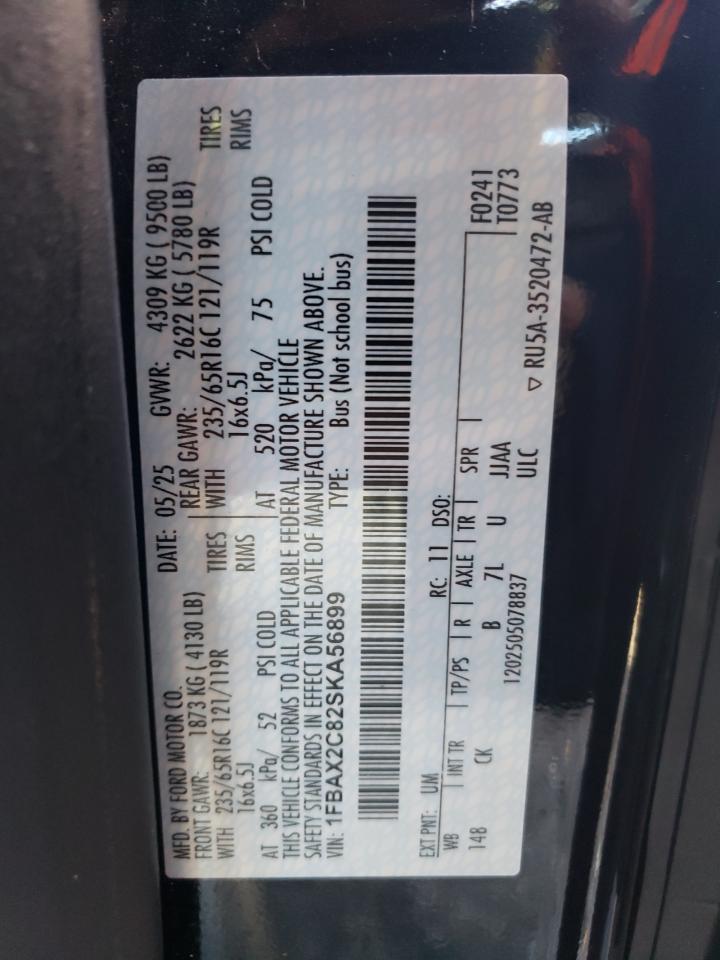 MFD. BY FORD MOTOR CO. DATE: 05/25 GVWR: 4309 KG ( 9500 LB)
FRONT GAWR: 1873 KG ( 4130 LB) REAR GAWR: 2622 KG ( 5780 LB)
WITH 235/65R16C 121/119R TIRES WITH 235/65R16C 121/119R TIRES
16x6.5J RIMS 16x6.5J RIMS
AT 360 kPa/ 52 PSI COLD AT 520 kPa/ 75 PSI COLD
THIS VEHICLE CONFORMS TO ALL APPLICABLE FEDERAL MOTOR VEHICLE
SAFETY STANDARDS IN EFFECT ON THE DATE OF MANUFACTURE SHOWN ABOVE.
VIN: 1FBAX2C82SKA56899 TYPE: Bus (Not school bus)
EXT PNT: UM RC: 11 DSO: F0241
WB INT TR TP/PS R AXLE TR SPR T0773
148 CK B 7L U JJAA
1202505078837 ULC
▽ RU5A-3520472-AB